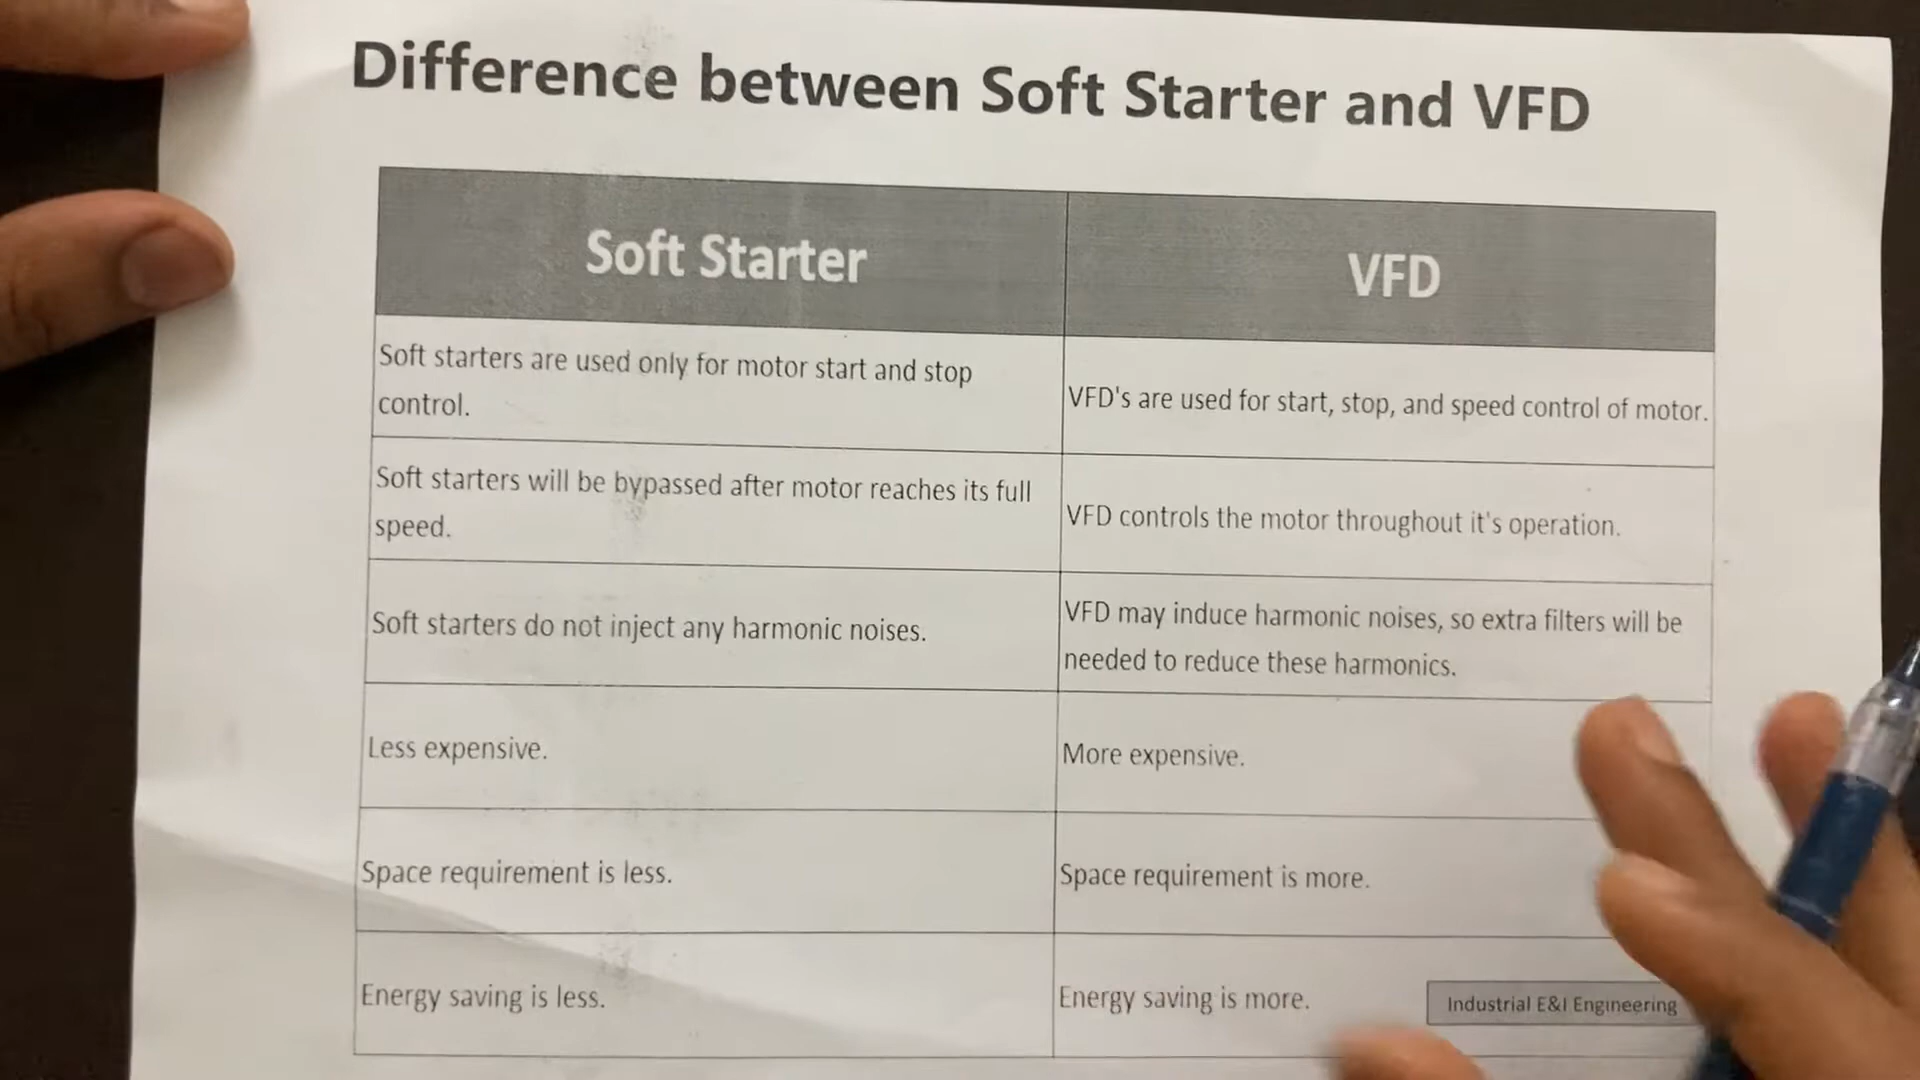 Difference between Soft Starter and VFD
Soft Starter
VFD
Soft starters are used only for motor start and stop
control.
VFD's are used for start, stop, and speed control of motor.
Soft starters will be bypassed after motor reaches its full
speed.
VFD controls the motor throughout it's operation.
Soft starters do not inject any harmonic noises.
VFD may induce harmonic noises, so extra filters will be
needed to reduce these harmonics.
Less expensive.
More expensive.
Space requirement is less.
Space requirement is more.
Energy saving is less.
Energy saving is more.
Industrial E&I Engineering